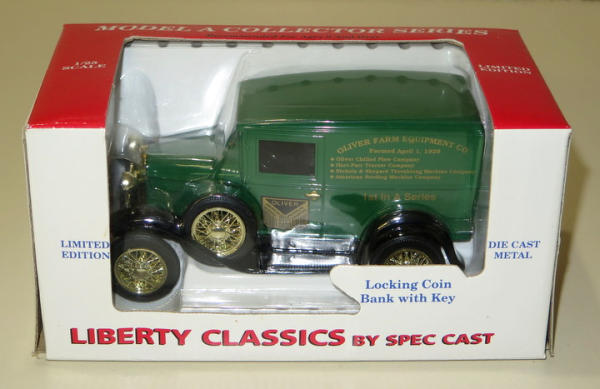 MODEL A COLLECTOR SERIES
1/25
SCALE
LIMITED
EDITION
OLIVER FARM EQUIPMENT CO
Formed April 1, 1929
Oliver Chilled Plow Company
Hart-Parr Tractor Company
Nichols & Shepard Threshing Machine Company
American Seeding Machine Company
1st In A Series
OLIVER
LIMITED
EDITION
DIE CAST
METAL
Locking Coin
Bank with Key
LIBERTY CLASSICS BY SPEC CAST